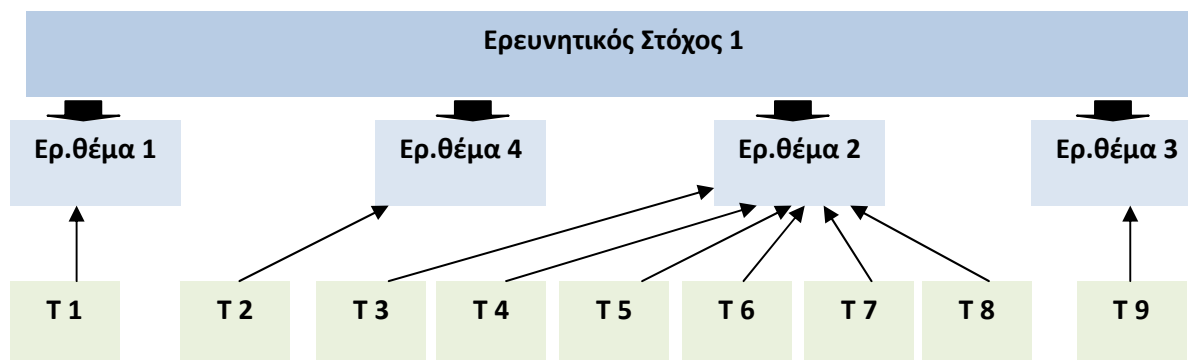 Ερευνητικός Στόχος 1
Ερ.θέμα 1
Ερ.θέμα 4
Ερ.θέμα 2
Ερ.θέμα 3
Τ 1
Τ 2
Τ 3
Τ 4
Τ 5
Τ 6
Τ 7
Τ 8
Τ 9